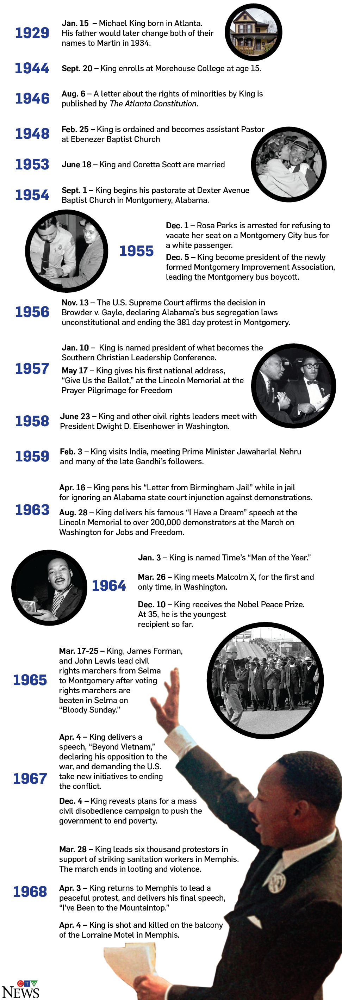 1929
Jan. 15 – Michael King born in Atlanta.
His father would later change both of their
names to Martin in 1934.
1944
Sept. 20 – King enrolls at Morehouse College at age 15.
1946
Aug. 6 – A letter about the rights of minorities by King is
published by The Atlanta Constitution.
1948
Feb. 25 – King is ordained and becomes assistant Pastor
at Ebenezer Baptist Church
1953
June 18 – King and Coretta Scott are married
1954
Sept. 1 – King begins his pastorate at Dexter Avenue
Baptist Church in Montgomery, Alabama.
1955
Dec. 1 – Rosa Parks is arrested for refusing to
vacate her seat on a Montgomery City bus for
a white passenger.
Dec. 5 – King become president of the newly
formed Montgomery Improvement Association,
leading the Montgomery bus boycott.
1956
Nov. 13 – The U.S. Supreme Court affirms the decision in
Browder v. Gayle, declaring Alabama’s bus segregation laws
unconstitutional and ending the 381 day protest in Montgomery.
1957
Jan. 10 – King is named president of what becomes the
Southern Christian Leadership Conference.
May 17 – King gives his first national address,
“Give Us the Ballot,” at the Lincoln Memorial at the
Prayer Pilgrimage for Freedom
1958
June 23 – King and other civil rights leaders meet with
President Dwight D. Eisenhower in Washington.
1959
Feb. 3 – King visits India, meeting Prime Minister Jawaharlal Nehru
and many of the late Gandhi’s followers.
1963
Apr. 16 – King pens his “Letter from Birmingham Jail” while in jail
for ignoring an Alabama state court injunction against demonstrations.
Aug. 28 – King delivers his famous “I Have a Dream” speech at the
Lincoln Memorial to over 200,000 demonstrators at the March on
Washington for Jobs and Freedom.
1964
Jan. 3 – King is named Time’s “Man of the Year.”
Mar. 26 – King meets Malcolm X, for the first and
only time, in Washington.
Dec. 10 – King receives the Nobel Peace Prize.
At 35, he is the youngest
recipient so far.
1965
Mar. 17-25 – King, James Forman,
and John Lewis lead civil
rights marchers from Selma
to Montgomery after voting
rights marchers are
beaten in Selma on
“Bloody Sunday.”
1967
Apr. 4 – King delivers a
speech, “Beyond Vietnam,”
declaring his opposition to the
war, and demanding the U.S.
take new initiatives to ending
the conflict.
Dec. 4 – King reveals plans for a mass
civil disobedience campaign to push the
government to end poverty.
1968
Mar. 28 – King leads six thousand protestors in
support of striking sanitation workers in Memphis.
The march ends in looting and violence.
Apr. 3 – King returns to Memphis to lead a
peaceful protest, and delivers his final speech,
“I’ve Been to the Mountaintop.”
Apr. 4 – King is shot and killed on the balcony
of the Lorraine Motel in Memphis.
CTV
NEWS